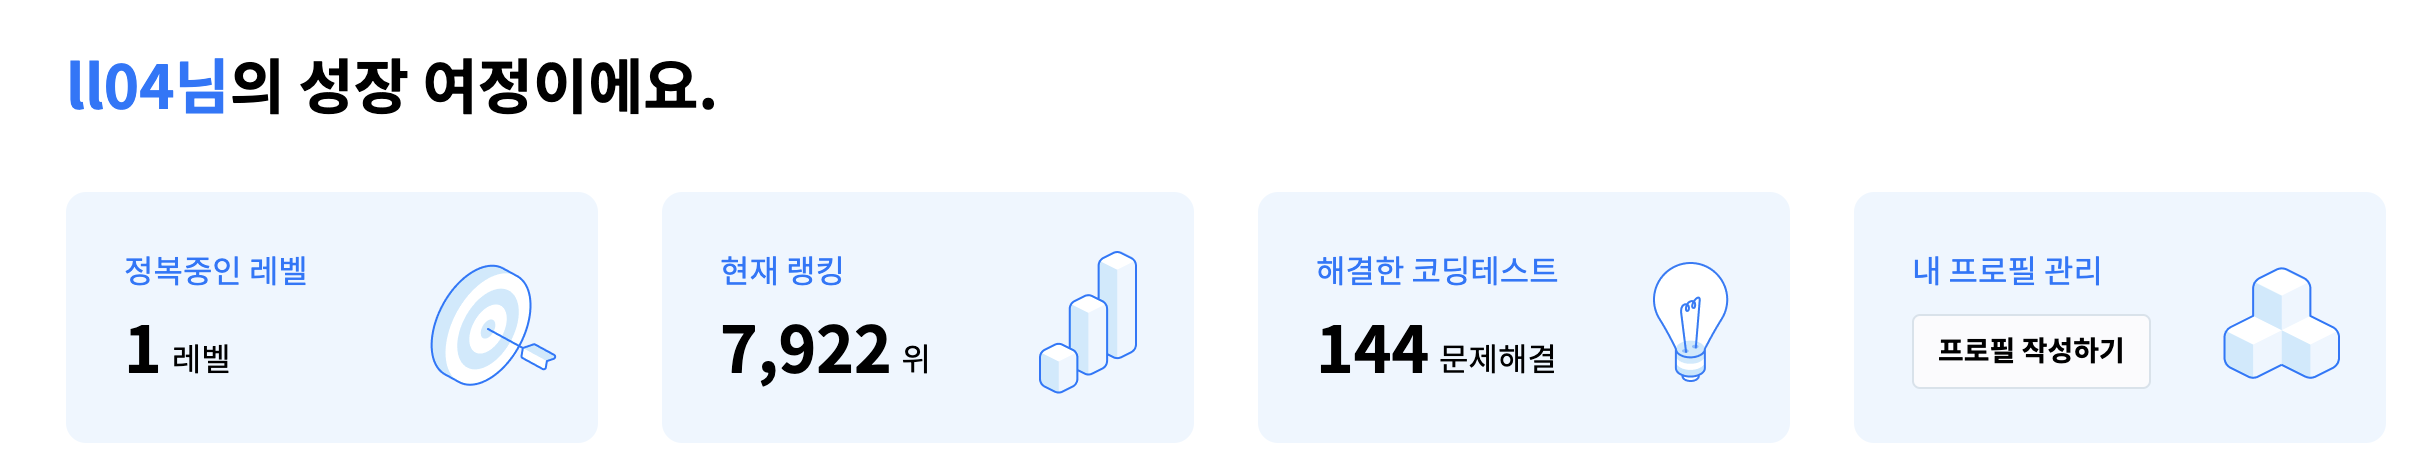 ll04님의 성장 여정이에요.
정복중인 레벨
1 레벨
현재 랭킹
7,922 위
해결한 코딩테스트
144 문제해결
내 프로필 관리
프로필 작성하기